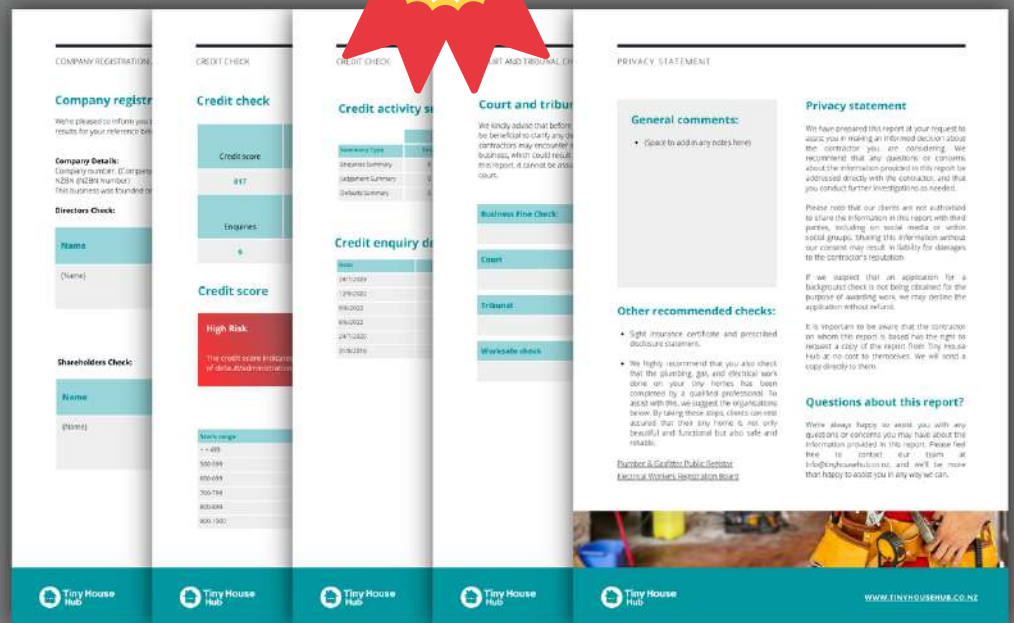 COMPANY REGISTRATION
Company registr
We're pleased to inform you
results for your reference bel
Company Details:
Company number: (Company
NZBN (NZBN Number)
This business was founded on
Directors Check:
Name
(Name)
Shareholders Check:
Name
(Name)
Tiny House
Hub
CREDIT CHECK
Credit check
Credit score
817
Enquiries
6
Credit score
High Risk
The credit score indicates
of default/administration
Score range
500-599
600-699
700-799
800-899
900-1000
Tiny House
Hub
CREDIT CHECK
Credit activity su
Summary Type
Enquiries Summary
Judgement Summary
Defaults Summary
Credit enquiry de
Date
Tiny House
Hub
URT AND TRIBUNAL CH
Court and tribun
We kindly advise that before
be beneficial to clarify any
contractors may encounter
business, which could result
this report, it cannot be
court.
Business Fine Check:
Court
Tribunal
Worksafe check
Tiny House
Hub
PRIVACY STATEMENT
General comments:
• (Space to add in any notes here)
Other recommended checks:
• Sight insurance certificate and prescribed
disclosure statement.
• We highly recommend that you also check
that the plumbing, gas, and electrical work
done on your tiny homes has been
completed by a qualified professional. To
assist with this, we suggest the organisations
below. By taking these steps, clients can rest
assured that their tiny home is not only
beautiful and functional but also safe and
reliable.
Plumber & Gasfitter Public Register
Electrical Workers Registration Board
Privacy statement
We have prepared this report at your request to
assist you in making an informed decision about
the contractor you are considering. We
recommend that any questions or concerns
about the information provided in this report be
addressed directly with the contractor, and that
you conduct further investigations as needed.
Please note that our clients are not authorised
to share the information in this report with third
parties, including on social media or within
social groups. Sharing this information without
our consent may result in liability for damages
to the contractor's reputation.
If we suspect that an application for a
background check is not being obtained for the
purpose of awarding work, we may decline the
application without refund.
It is important to be aware that the contractor
on whom this report is based has the right to
request a copy of the report from Tiny House
Hub at no cost to themselves. We will send a
copy directly to them.
Questions about this report?
We're always happy to assist you with any
questions or concerns you may have about the
information provided in this report. Please feel
free to contact our team at
info@tinyhousehub.co.nz, and we'll be more
than happy to assist you in any way we can.
Tiny House
Hub
WWW.TINYHOUSEHUB.CO.NZ